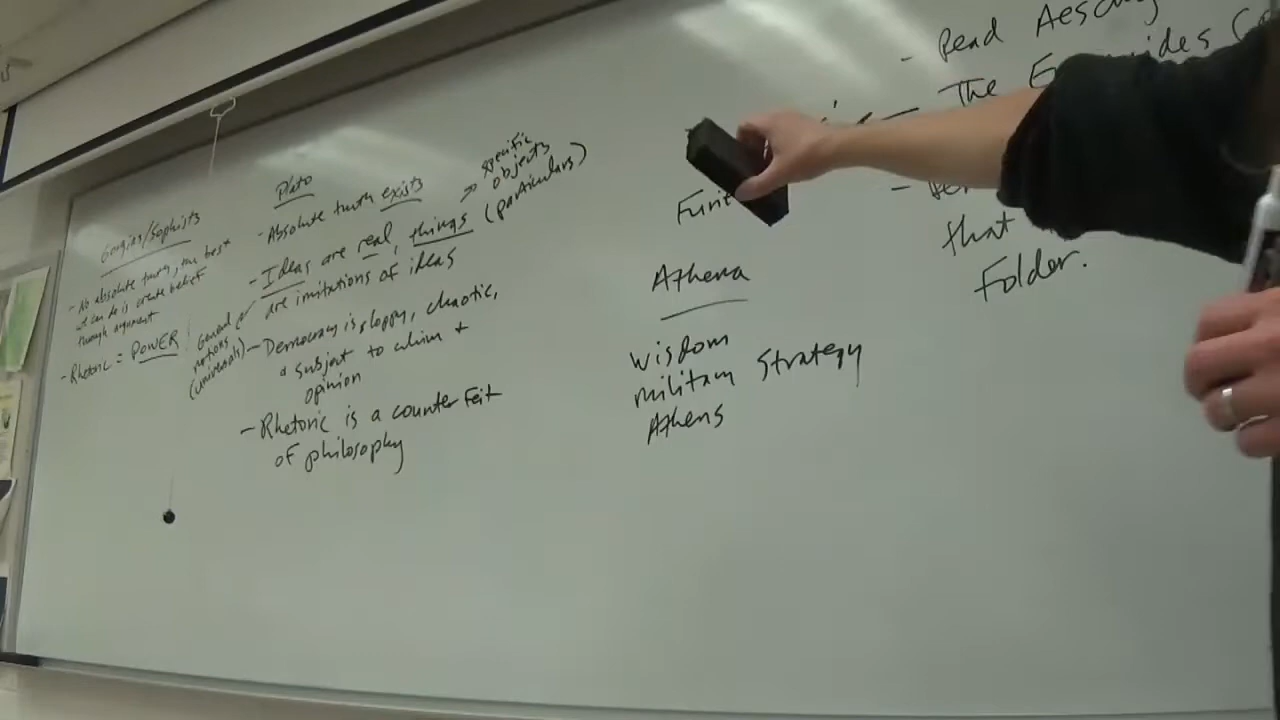 Gorgias/Sophists
- No absolute truth, the best
we can do is create belief
through argument
- Rhetoric = POWER
Plato
- Absolute truth exists
- Ideas are real, things (particulars)
are imitations of ideas
specific
objects
General
notions
(universals)
- Democracy is sloppy, chaotic,
+ subject to whim +
opinion
- Rhetoric is a counterfeit
of philosophy
Athena
wisdom
military strategy
Athens
- Read
- The
that
Folder.